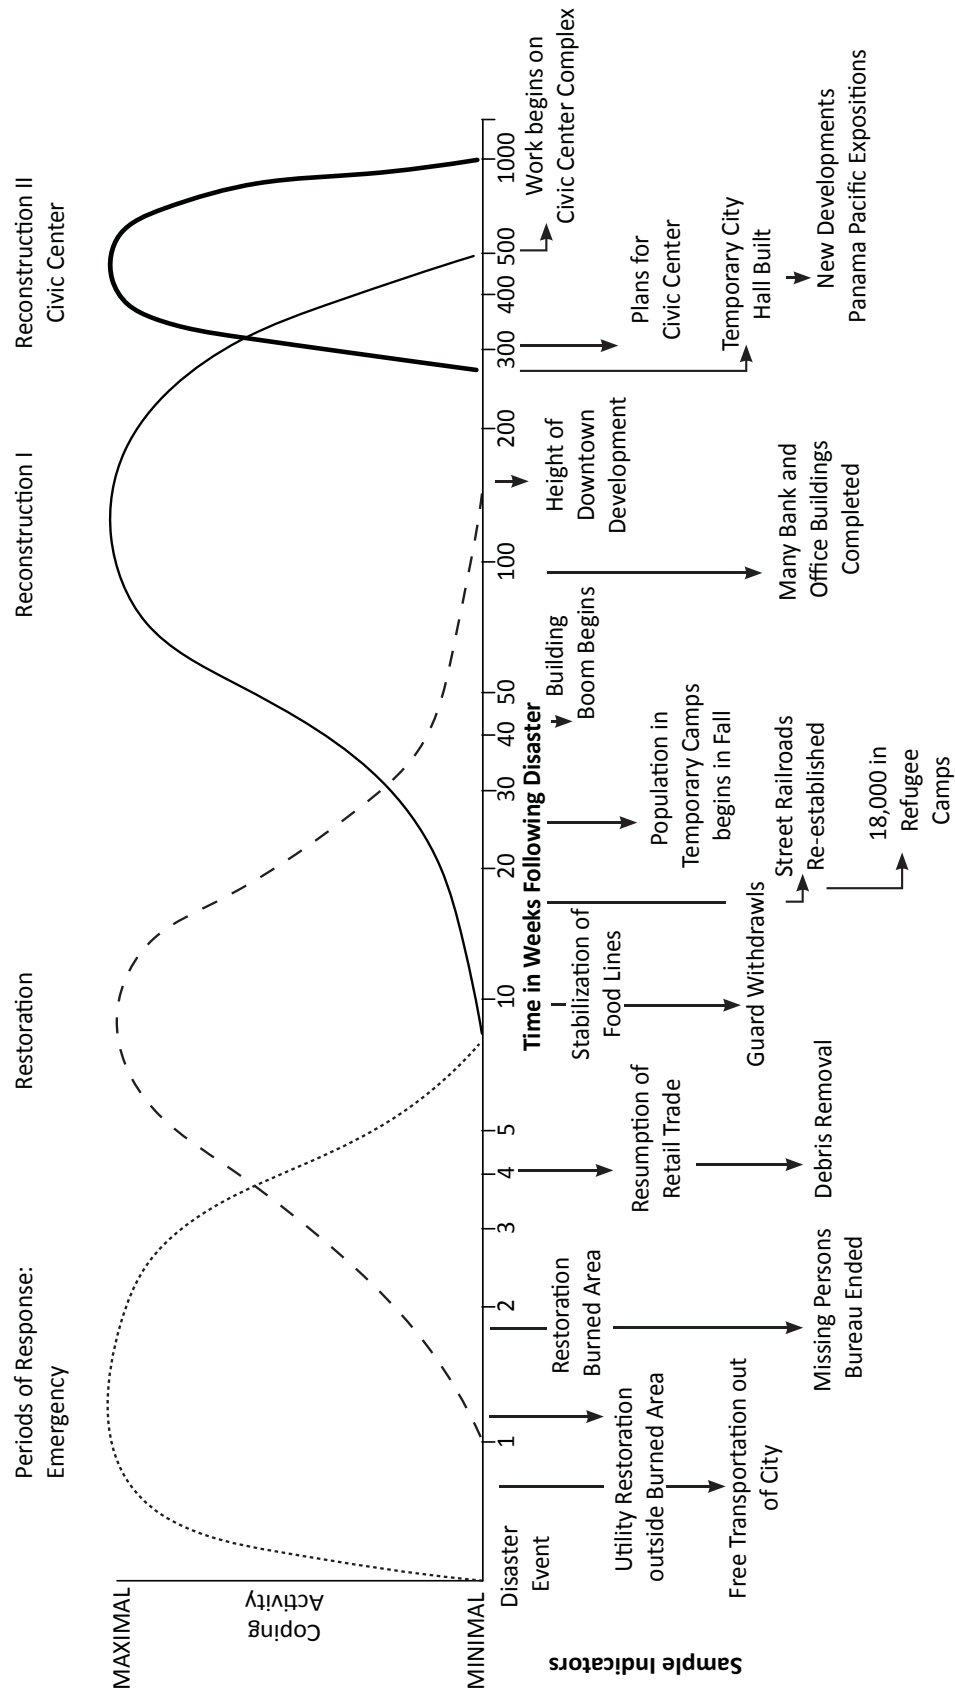 Periods of Response:
Emergency
Restoration
Reconstruction I
Reconstruction II
Civic Center
MAXIMAL
Coping
Activity
MINIMAL
1
2
3
4
5
10
20
30
40
50
100
200
300
400
500
1000
Time in Weeks Following Disaster
Sample Indicators
Disaster
Event
Utility Restoration
outside Burned Area
Free Transportation out
of City
Restoration
Burned Area
Missing Persons
Bureau Ended
Resumption of
Retail Trade
Debris Removal
Stabilization of
Food Lines
Guard Withdrawls
Street Railroads
Re-established
18,000 in
Refugee
Camps
Population in
Temporary Camps
begins in Fall
Building
Boom Begins
Many Bank and
Office Buildings
Completed
Height of
Downtown
Development
Temporary City
Hall Built
Plans for
Civic Center
New Developments
Panama Pacific Expositions
Work begins on
Civic Center Complex